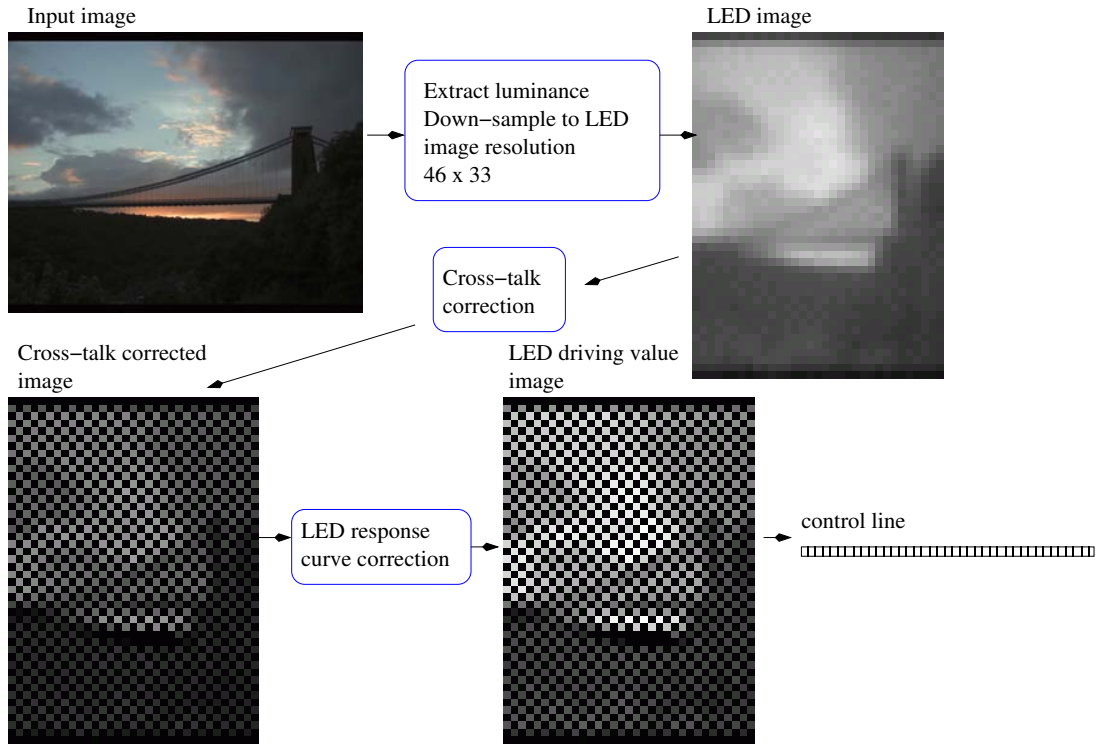 Input image
LED image
Extract luminance
Down−sample to LED
image resolution
46 x 33
Cross−talk
correction
Cross−talk corrected
image
LED driving value
image
LED response
curve correction
control line